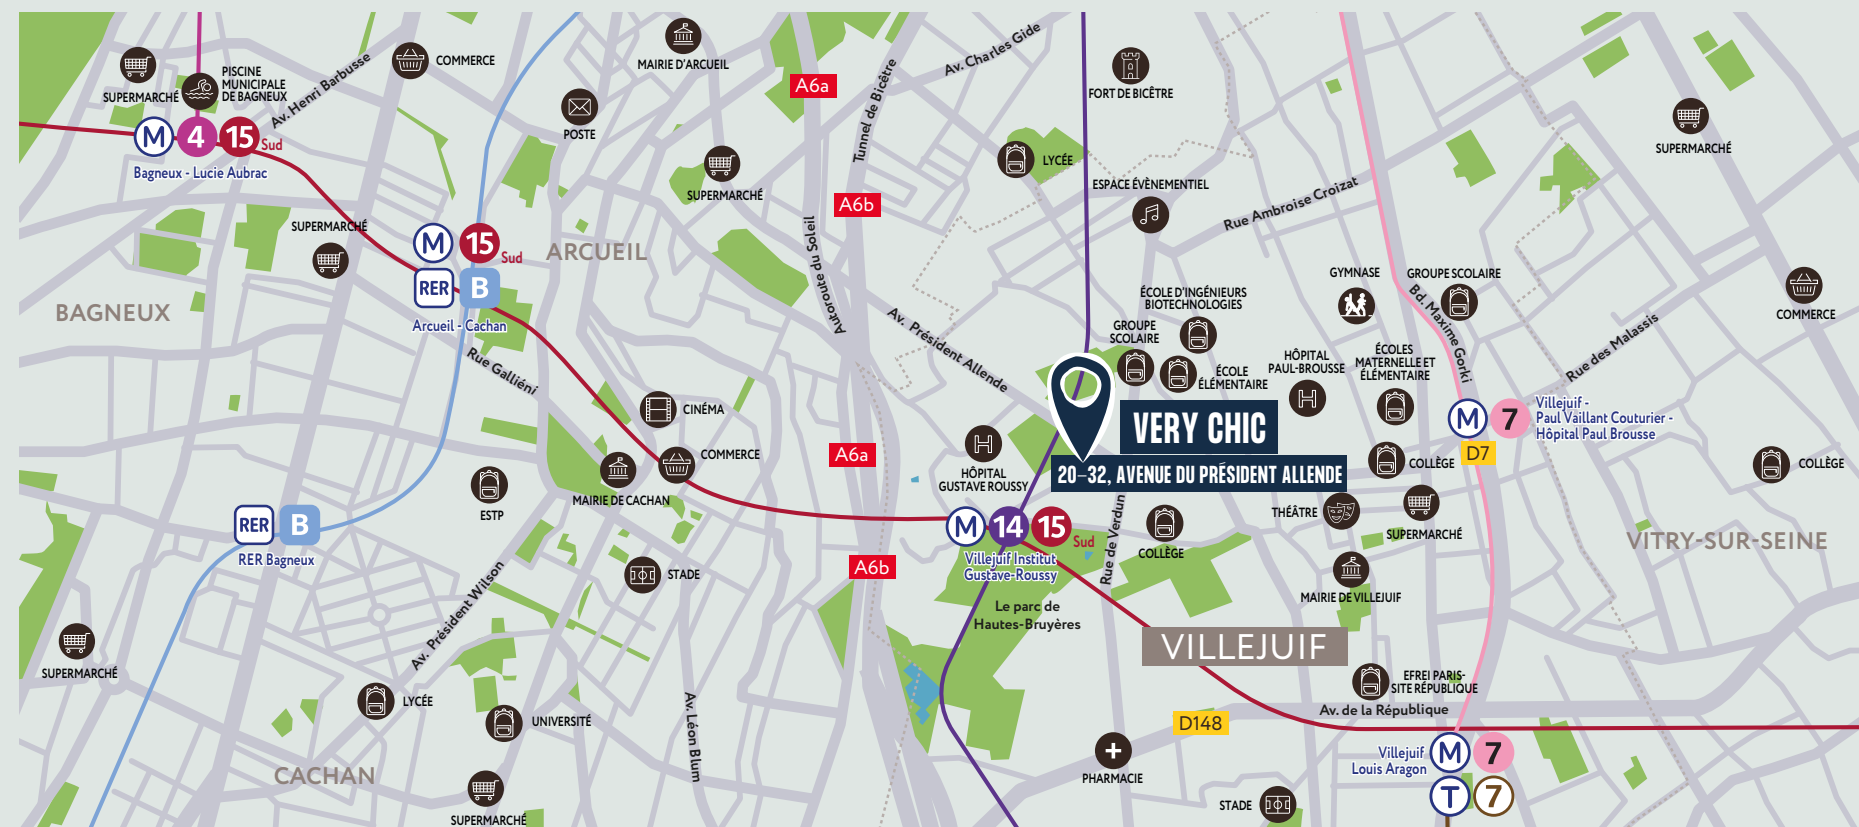 SUPERMARCHÉ
PISCINE
MUNICIPALE
DE BAGNEUX
Av. Henri Barbusse
COMMERCE
M
4
15
Sud
Bagneux - Lucie Aubrac
MAIRIE D'ARCUEIL
POSTE
SUPERMARCHÉ
A6a
Tunnel de Bicêtre
Av. Charles Gide
FORT DE BICÊTRE
LYCÉE
ESPACE ÉVÈNEMENTIEL
Rue Ambroise Croizat
SUPERMARCHÉ
A6b
SUPERMARCHÉ
M
15
Sud
RER
B
Arcueil - Cachan
ARCUEIL
BAGNEUX
Autoroute du Soleil
Av. Président Allende
ÉCOLE D'INGÉNIEURS
BIOTECHNOLOGIES
GROUPE
SCOLAIRE
ÉCOLE
ÉLÉMENTAIRE
GYMNASE
GROUPE SCOLAIRE
Bd. Maxime Gorki
HÔPITAL
PAUL-BROUSSE
ÉCOLES
MATERNELLE ET
ÉLÉMENTAIRE
COMMERCE
Rue des Malassis
Rue Galliéni
CINÉMA
COMMERCE
MAIRIE DE CACHAN
ESTP
RER
B
RER Bagneux
A6a
H
HÔPITAL
GUSTAVE ROUSSY
H
VERY CHIC
20-32, AVENUE DU PRÉSIDENT ALLENDE
M
7
Villejuif -
Paul Vaillant Couturier -
Hôpital Paul Brousse
D7
COLLÈGE
COLLÈGE
THÉÂTRE
SUPERMARCHÉ
VITRY-SUR-SEINE
M
14
15
Sud
Villejuif Institut
Gustave-Roussy
Rue de Verdun
COLLÈGE
A6b
STADE
Av. Président Wilson
MAIRIE DE VILLEJUIF
Le parc de
Hautes-Bruyères
VILLEJUIF
SUPERMARCHÉ
LYCÉE
UNIVERSITÉ
Av. Léon Blum
EFREI PARIS-
SITE RÉPUBLIQUE
Av. de la République
D148
PHARMACIE
Villejuif
Louis Aragon
M
7
T
7
CACHAN
SUPERMARCHÉ
STADE